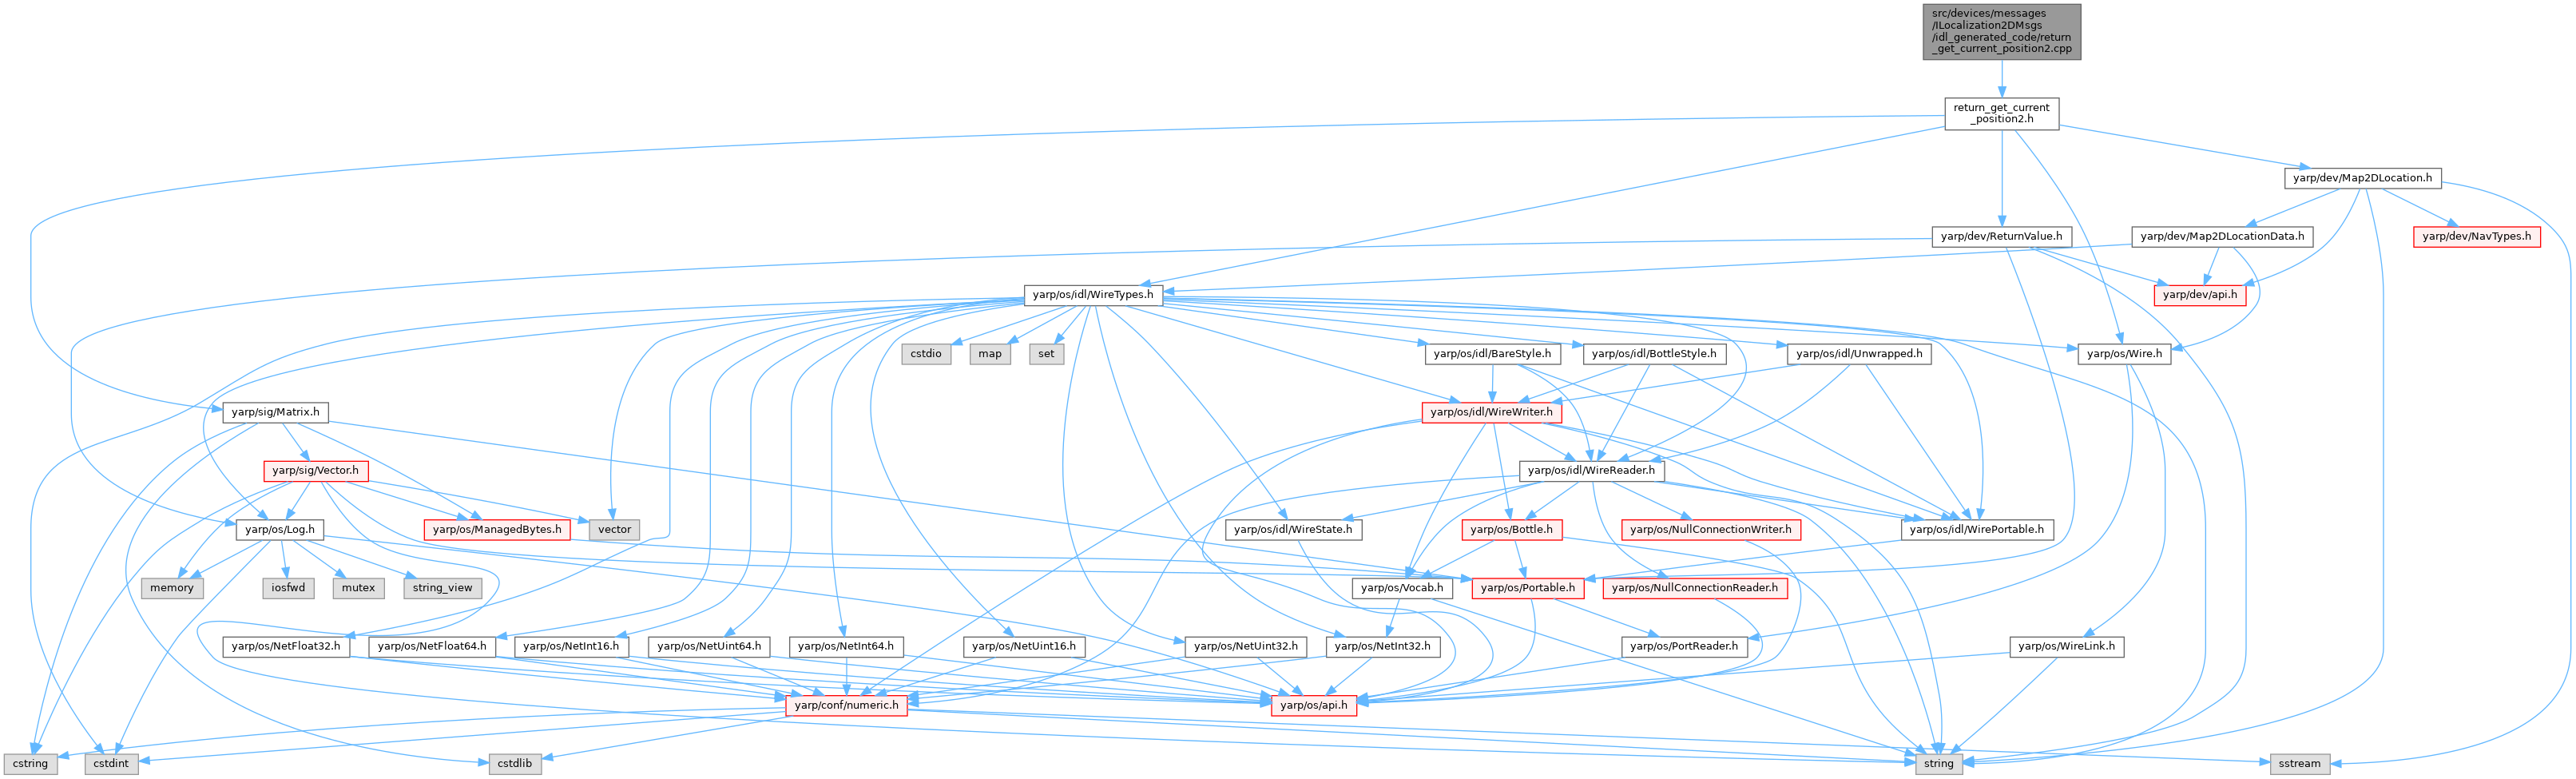 src/devices/messages
/ILocalization2DMsgs
/idl_generated_code/return
_get_current_position2.cpp
return_get_current
_position2.h
yarp/dev/Map2DLocation.h
yarp/dev/ReturnValue.h
yarp/dev/Map2DLocationData.h
yarp/dev/NavTypes.h
yarp/os/idl/WireTypes.h
yarp/dev/api.h
cstdio
map
set
yarp/os/idl/BareStyle.h
yarp/os/idl/BottleStyle.h
yarp/os/idl/Unwrapped.h
yarp/os/Wire.h
yarp/sig/Matrix.h
yarp/os/idl/WireWriter.h
yarp/sig/Vector.h
yarp/os/idl/WireReader.h
yarp/os/Log.h
yarp/os/ManagedBytes.h
vector
yarp/os/idl/WireState.h
yarp/os/Bottle.h
yarp/os/NullConnectionWriter.h
yarp/os/idl/WirePortable.h
memory
iosfwd
mutex
string_view
yarp/os/Vocab.h
yarp/os/Portable.h
yarp/os/NullConnectionReader.h
yarp/os/NetFloat32.h
yarp/os/NetFloat64.h
yarp/os/NetInt16.h
yarp/os/NetUint64.h
yarp/os/NetInt64.h
yarp/os/NetUint16.h
yarp/os/NetUint32.h
yarp/os/NetInt32.h
yarp/os/PortReader.h
yarp/os/WireLink.h
yarp/conf/numeric.h
yarp/os/api.h
cstring
cstdint
cstdlib
string
sstream